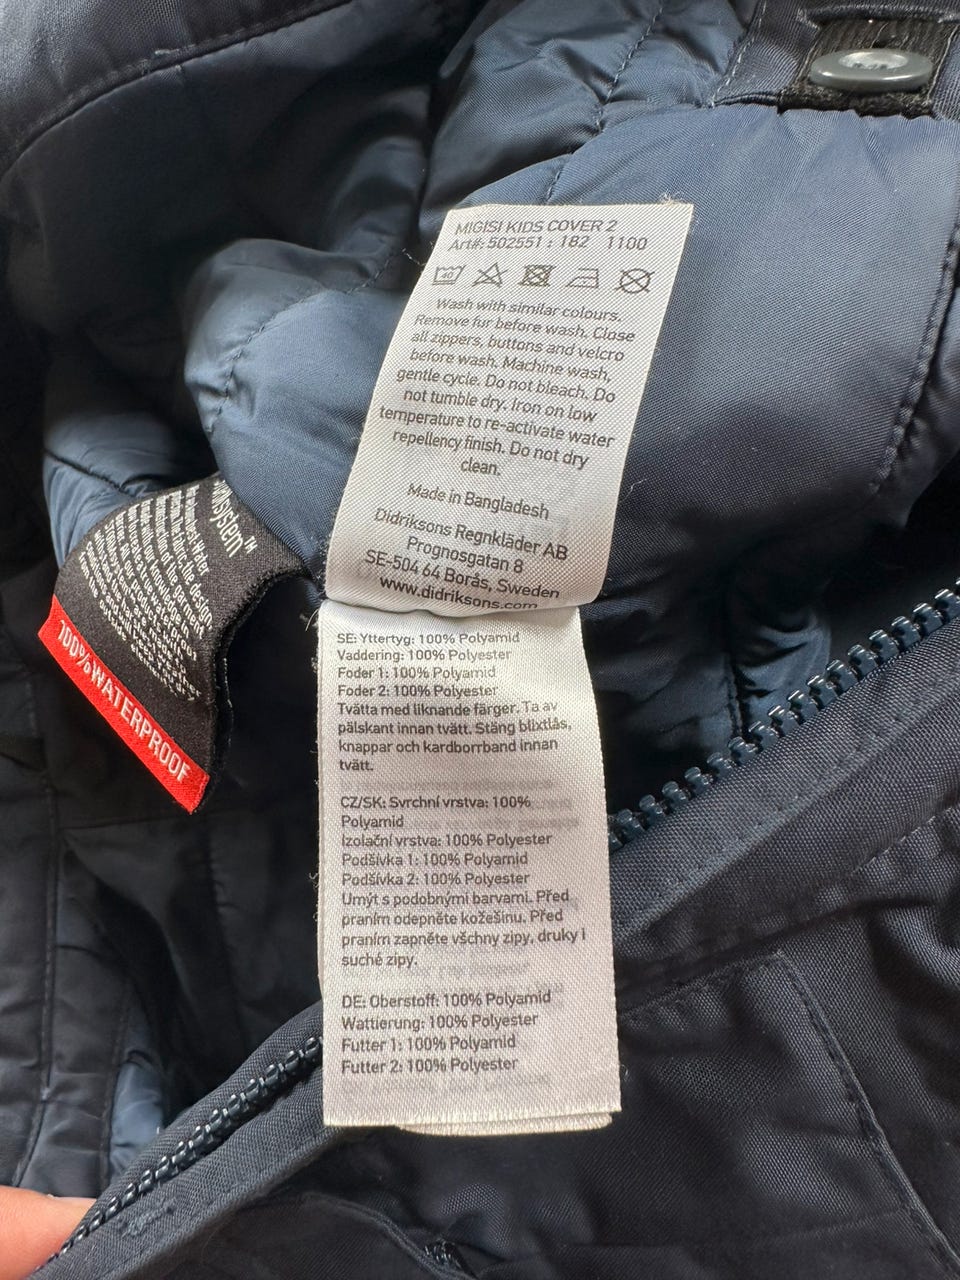 MIGISI KIDS COVER 2
Art#: 502551 : 182 1100
40
Wash with similar colours.
Remove fur before wash. Close
all zippers, buttons and velcro
before wash. Machine wash,
gentle cycle. Do not bleach. Do
not tumble dry. Iron on low
temperature to re-activate water
repellency finish. Do not dry
clean.
Made in Bangladesh
Didriksons Regnkläder AB
Prognosgatan 8
SE-504 64 Borås, Sweden
www.didriksons.com
100% WATERPROOF
SE: Yttertyg: 100% Polyamid
Vaddering: 100% Polyester
Foder 1: 100% Polyamid
Foder 2: 100% Polyester
Tvätta med liknande färger. Ta av
pälskant innan tvätt. Stäng blixtlås,
knappar och kardborrband innan
tvätt.
CZ/SK: Svrchní vrstva: 100%
Polyamid
Izolační vrstva: 100% Polyester
Podšívka 1: 100% Polyamid
Podšívka 2: 100% Polyester
Umýt s podobnými barvami. Před
praním odepněte kožešinu. Před
praním zapněte všchny zipy, druky i
suché zipy.
DE: Oberstoff: 100% Polyamid
Wattierung: 100% Polyester
Futter 1: 100% Polyamid
Futter 2: 100% Polyester